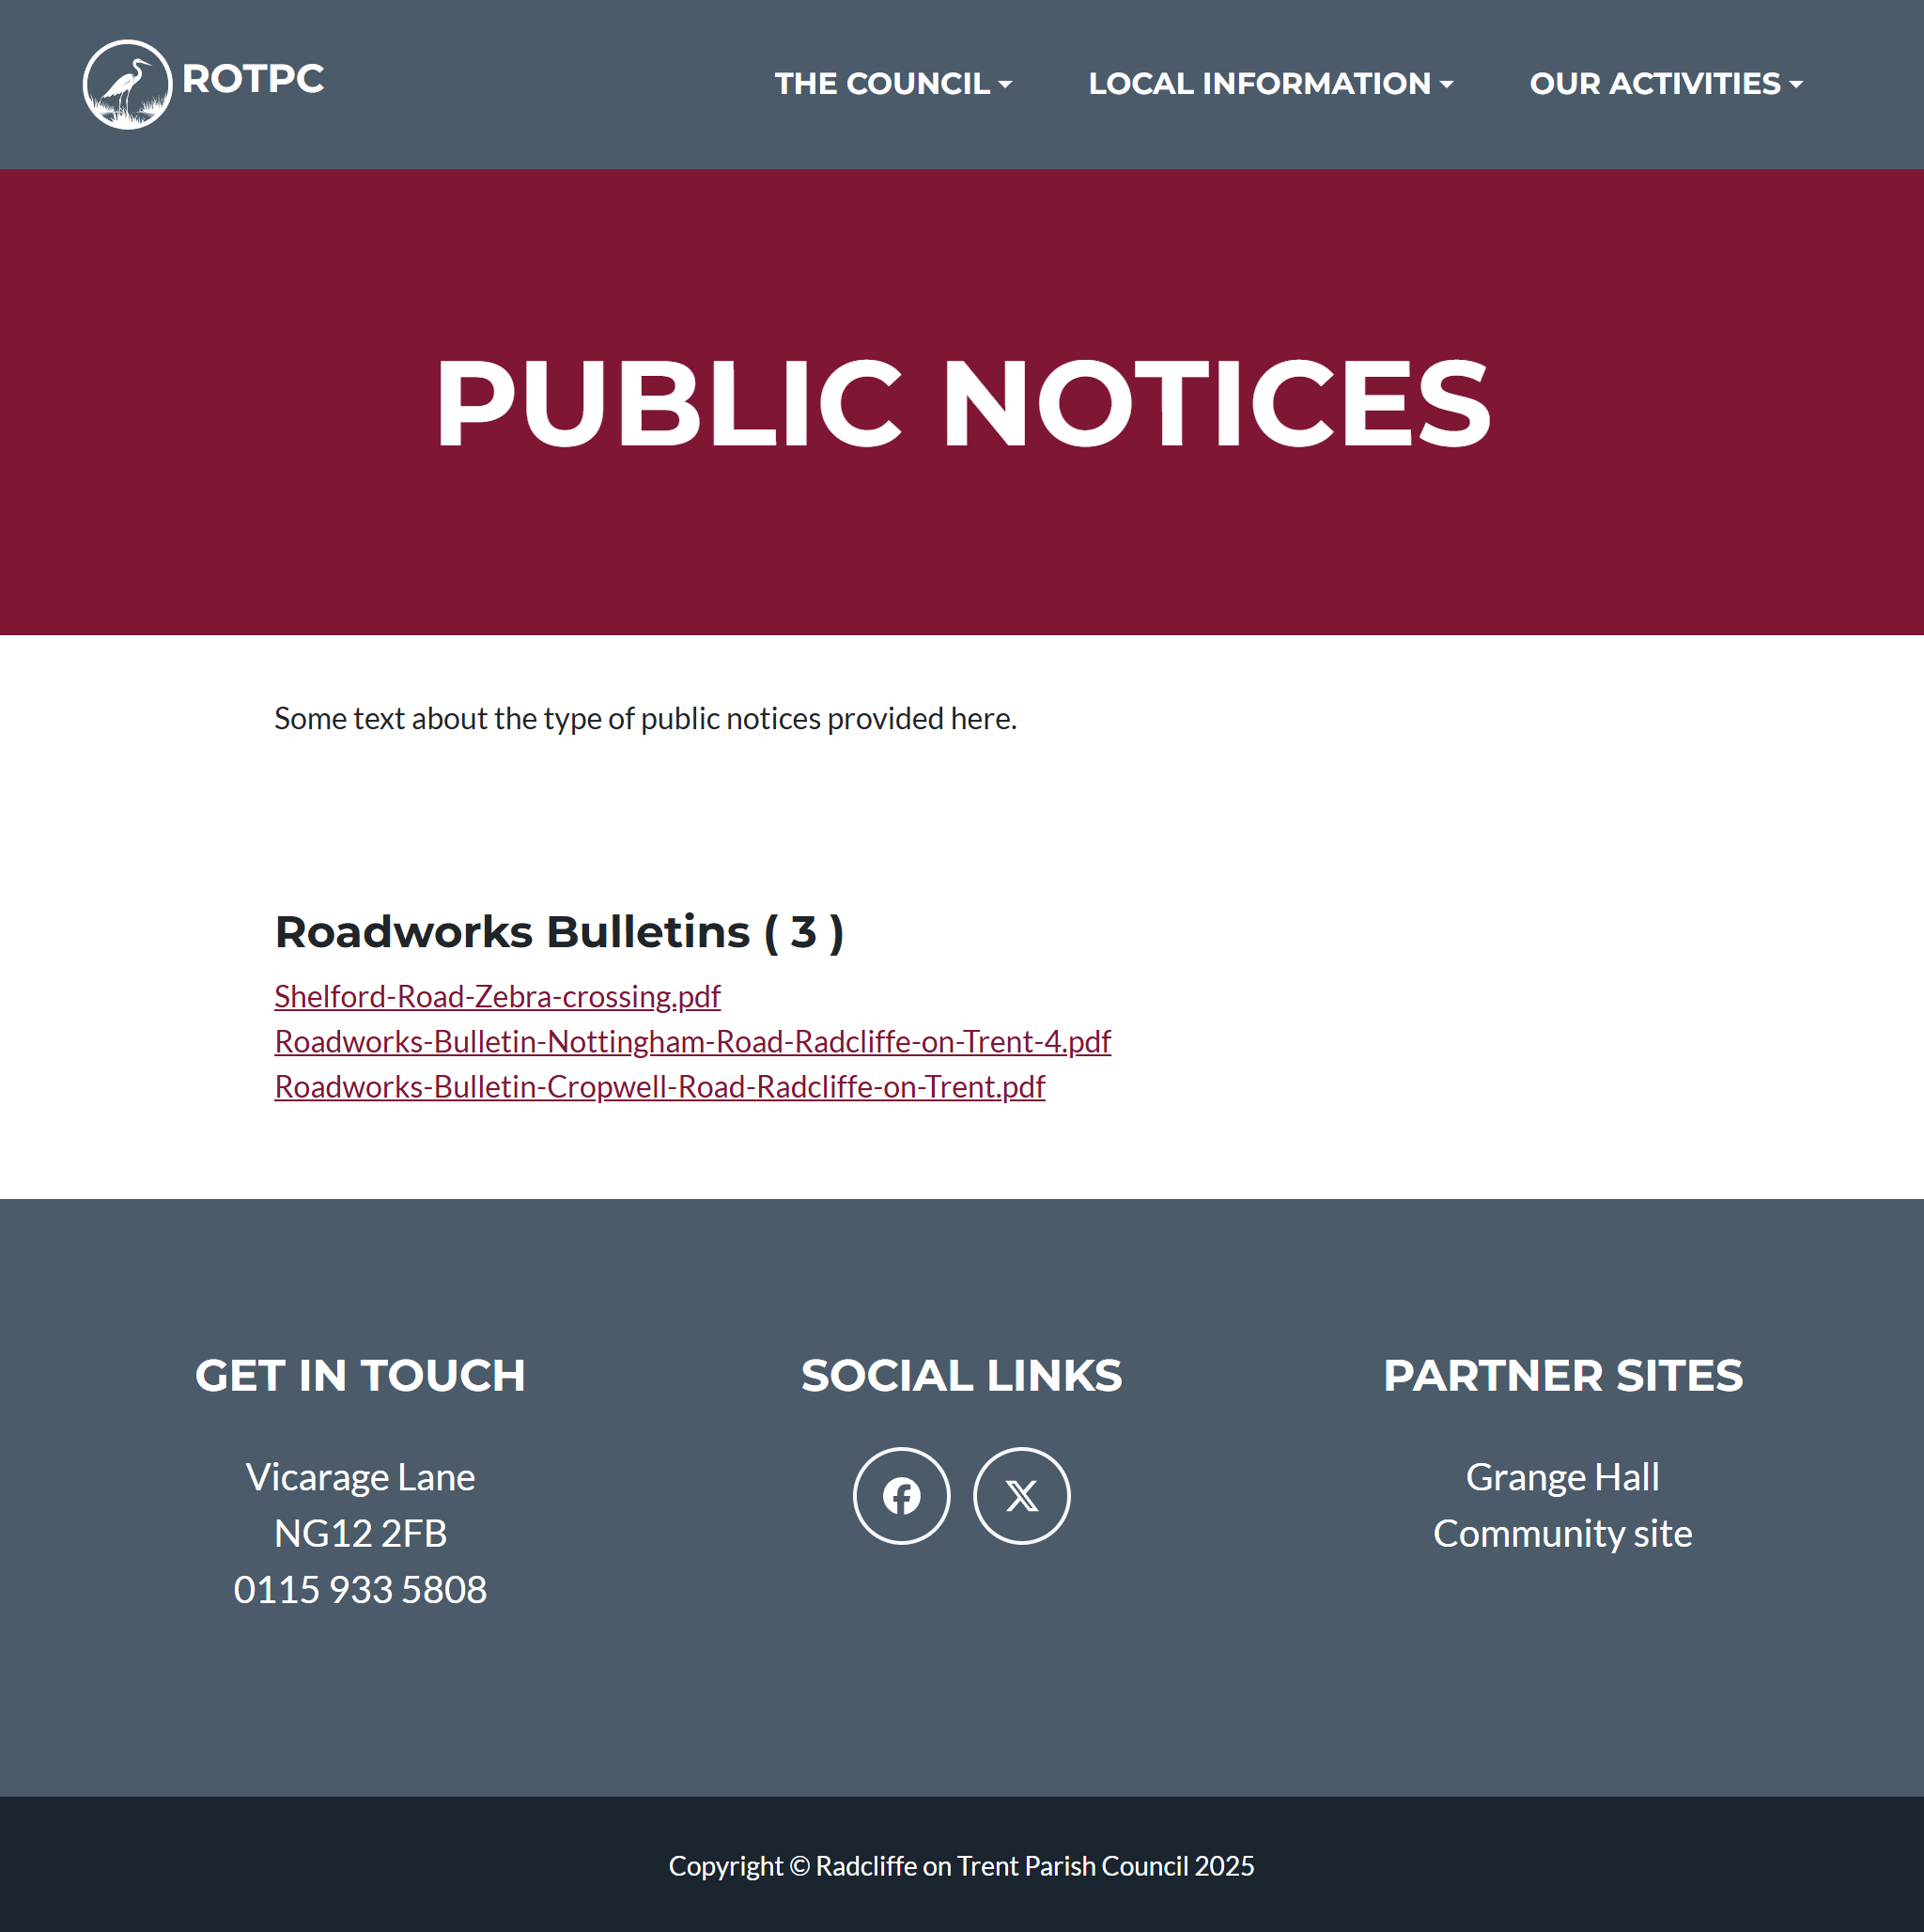 ROTPC
THE COUNCIL
LOCAL INFORMATION
OUR ACTIVITIES
PUBLIC NOTICES
Some text about the type of public notices provided here.
Roadworks Bulletins ( 3 )
Shelford-Road-Zebra-crossing.pdf
Roadworks-Bulletin-Nottingham-Road-Radcliffe-on-Trent-4.pdf
Roadworks-Bulletin-Cropwell-Road-Radcliffe-on-Trent.pdf
GET IN TOUCH
Vicarage Lane
NG12 2FB
0115 933 5808
SOCIAL LINKS
PARTNER SITES
Grange Hall
Community site
Copyright © Radcliffe on Trent Parish Council 2025